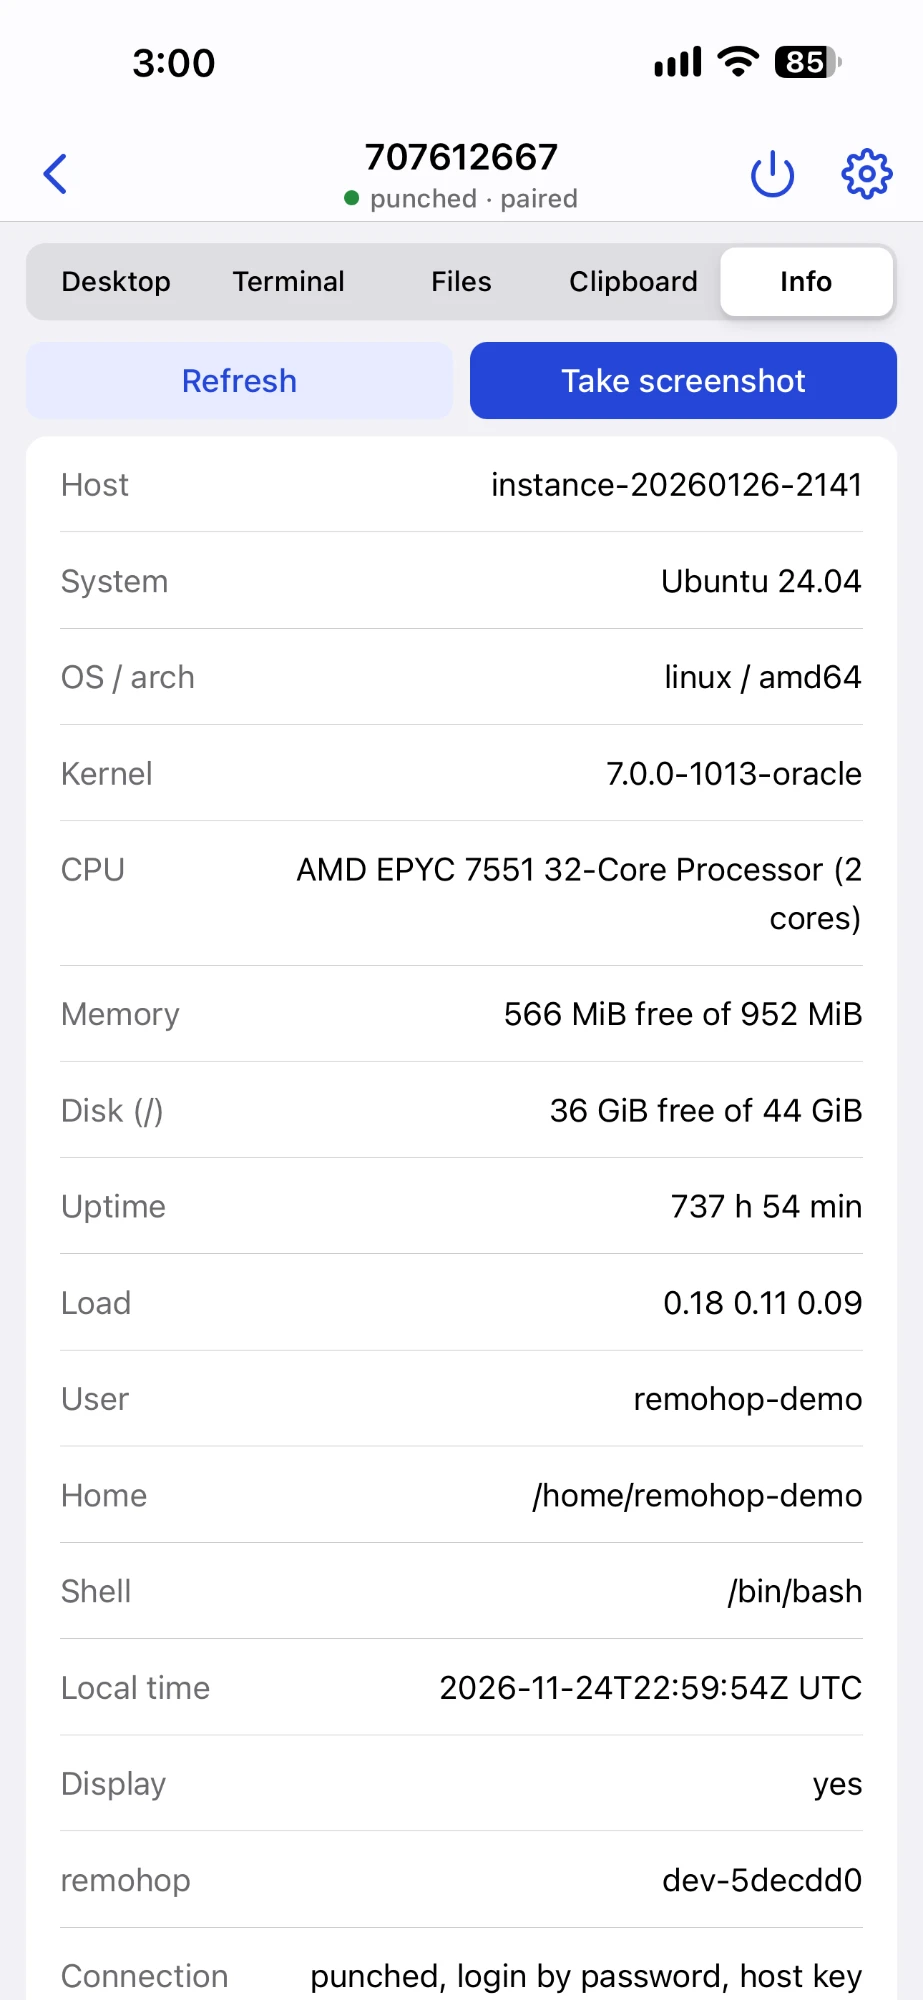 3:00
85
707612667
punched · paired
Desktop Terminal Files Clipboard Info
Refresh Take screenshot
Host instance-20260126-2141
System Ubuntu 24.04
OS / arch linux / amd64
Kernel 7.0.0-1013-oracle
CPU AMD EPYC 7551 32-Core Processor (2
cores)
Memory 566 MiB free of 952 MiB
Disk (/) 36 GiB free of 44 GiB
Uptime 737 h 54 min
Load 0.18 0.11 0.09
User remohop-demo
Home /home/remohop-demo
Shell /bin/bash
Local time 2026-11-24T22:59:54Z UTC
Display yes
remohop dev-5decdd0
Connection punched, login by password, host key